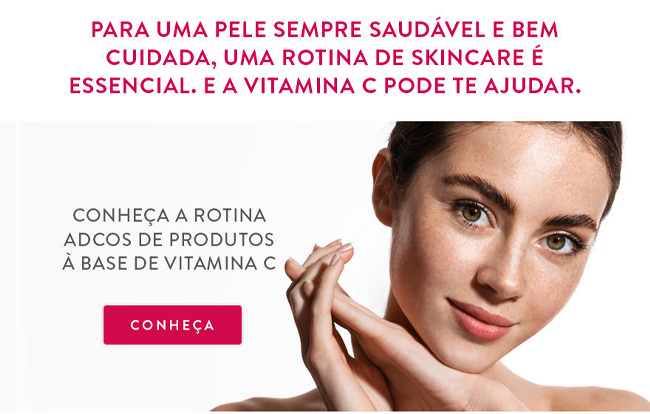 PARA UMA PELE SEMPRE SAUDÁVEL E BEM
CUIDADA, UMA ROTINA DE SKINCARE É
ESSENCIAL. E A VITAMINA C PODE TE AJUDAR.
CONHEÇA A ROTINA
ADCOS DE PRODUTOS
À BASE DE VITAMINA C
CONHEÇA